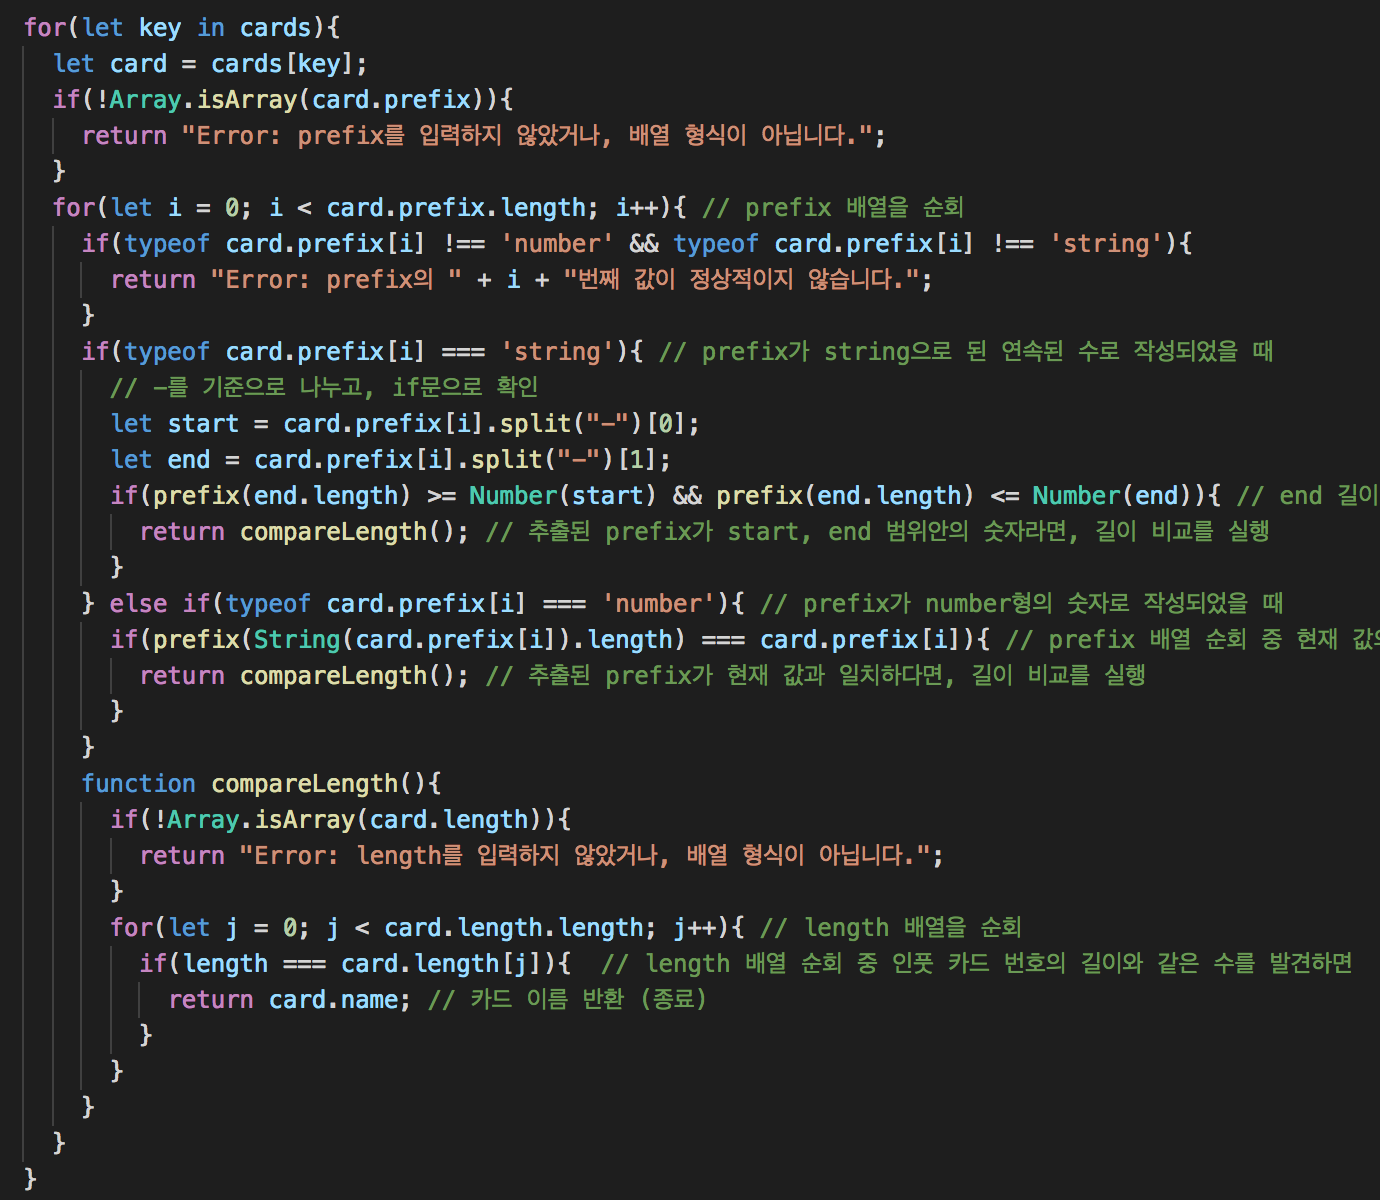 for(let key in cards){
let card = cards[key];
if(!Array.isArray(card.prefix)){
return "Error: prefix를 입력하지 않았거나, 배열 형식이 아닙니다.";
}
for(let i = 0; i < card.prefix.length; i++){ // prefix 배열을 순회
if(typeof card.prefix[i] !== 'number' && typeof card.prefix[i] !== 'string'){
return "Error: prefix의 " + i + "번째 값이 정상적이지 않습니다.";
}
if(typeof card.prefix[i] === 'string'){ // prefix가 string으로 된 연속된 수로 작성되었을 때
// -를 기준으로 나누고, if문으로 확인
let start = card.prefix[i].split("-")[0];
let end = card.prefix[i].split("-")[1];
if(prefix(end.length) >= Number(start) && prefix(end.length) <= Number(end)){ // end 길이
return compareLength(); // 추출된 prefix가 start, end 범위안의 숫자라면, 길이 비교를 실행
}
} else if(typeof card.prefix[i] === 'number'){ // prefix가 number형의 숫자로 작성되었을 때
if(prefix(String(card.prefix[i]).length) === card.prefix[i]){ // prefix 배열 순회 중 현재
return compareLength(); // 추출된 prefix가 현재 값과 일치하다면, 길이 비교를 실행
}
}
function compareLength(){
if(!Array.isArray(card.length)){
return "Error: length를 입력하지 않았거나, 배열 형식이 아닙니다.";
}
for(let j = 0; j < card.length.length; j++){ // length 배열을 순회
if(length === card.length[j]){ // length 배열 순회 중 인풋 카드 번호의 길이와 같은 수를 발견하면
return card.name; // 카드 이름 반환 (종료)
}
}
}
}
}